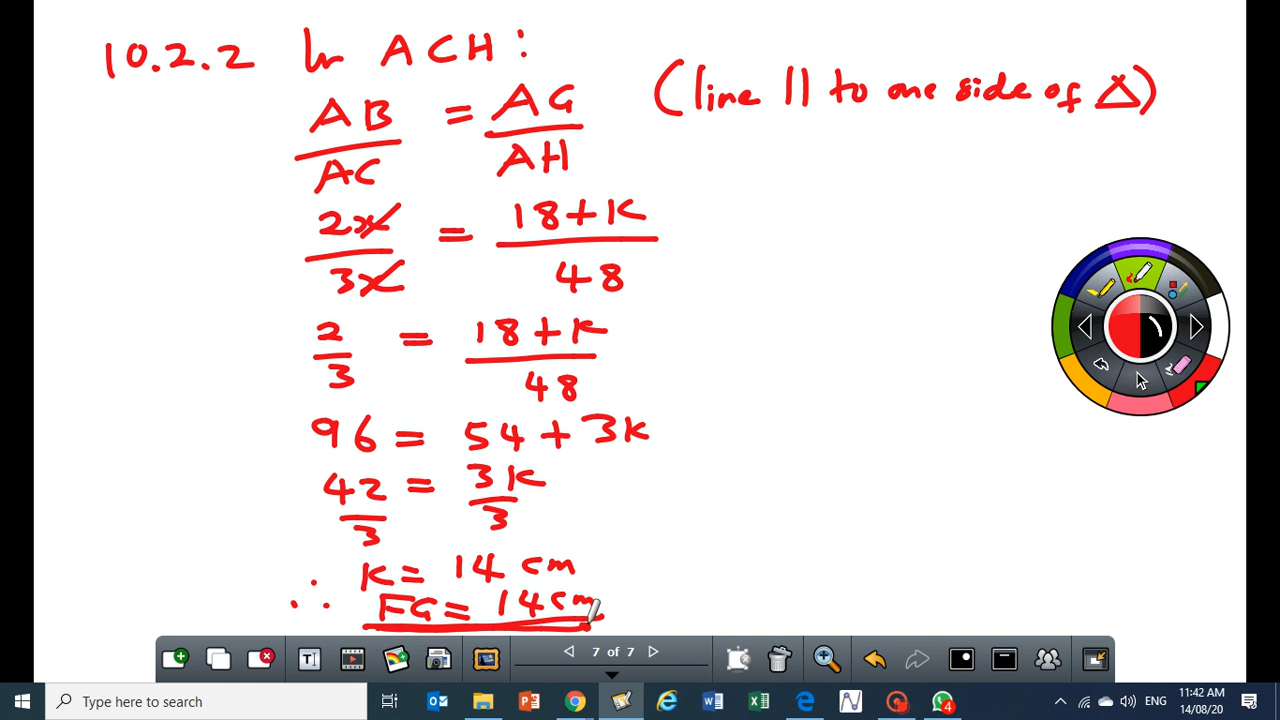 10.2.2 In ACH:
AB/AC = AG/AH (line || to one side of Δ)
2x/3x = 18+K/48
2/3 = 18+K/48
96 = 54 + 3K
42/3 = 3K/3
∴ K = 14 cm
∴ FG = 14cm
T
7 of 7
Type here to search
4
ENG
11:42 AM
14/08/20